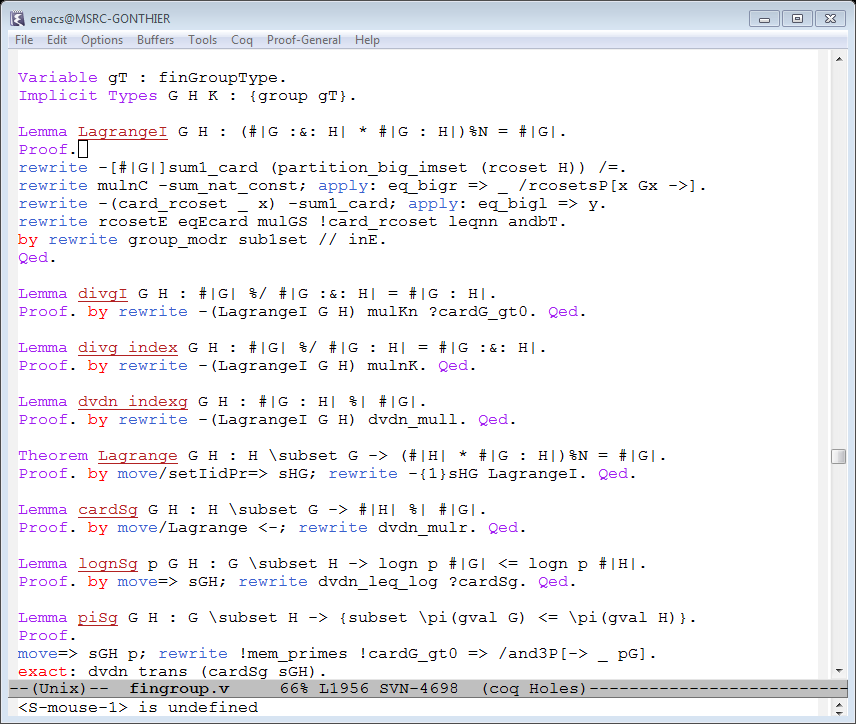 emacs@MSRC-GONTHIER
File Edit Options Buffers Tools Coq Proof-General Help
Variable gT : finGroupType.
Implicit Types G H K : {group gT}.
Lemma LagrangeI G H : (#|G :&: H| * #|G : H|)%N = #|G|.
Proof.
rewrite -[#|G|]sum1_card (partition_big_imset (rcoset H)) /=.
rewrite mulnC -sum_nat_const; apply: eq_bigr => _ /rcosetsP[x Gx ->].
rewrite -(card_rcoset _ x) -sum1_card; apply: eq_bigl => y.
rewrite rcosetE eqEcard mulGS !card_rcoset leqnn andbT.
by rewrite group_modr sub1set // inE.
Qed.
Lemma divgI G H : #|G| %/ #|G :&: H| = #|G : H|.
Proof. by rewrite -(LagrangeI G H) mulKn ?cardG_gt0. Qed.
Lemma divg_index G H : #|G| %/ #|G : H| = #|G :&: H|.
Proof. by rewrite -(LagrangeI G H) mulnK. Qed.
Lemma dvdn_indexg G H : #|G : H| %| #|G|.
Proof. by rewrite -(LagrangeI G H) dvdn_mull. Qed.
Theorem Lagrange G H : H \subset G -> (#|H| * #|G : H|)%N = #|G|.
Proof. by move/setIidPr=> sHG; rewrite -{1}sHG LagrangeI. Qed.
Lemma cardSg G H : H \subset G -> #|H| %| #|G|.
Proof. by move/Lagrange <-; rewrite dvdn_mulr. Qed.
Lemma lognSg p G H : G \subset H -> logn p #|G| <= logn p #|H|.
Proof. by move=> sGH; rewrite dvdn_leq_log ?cardSg. Qed.
Lemma piSg G H : G \subset H -> {subset \pi(gval G) <= \pi(gval H)}.
Proof.
move=> sGH p; rewrite !mem_primes !cardG_gt0 => /and3P[-> _ pG].
exact: dvdn_trans (cardSg sGH).
--(Unix)-- fingroup.v 66% L1956 SVN-4698 (coq Holes)--------------------------
<S-mouse-1> is undefined